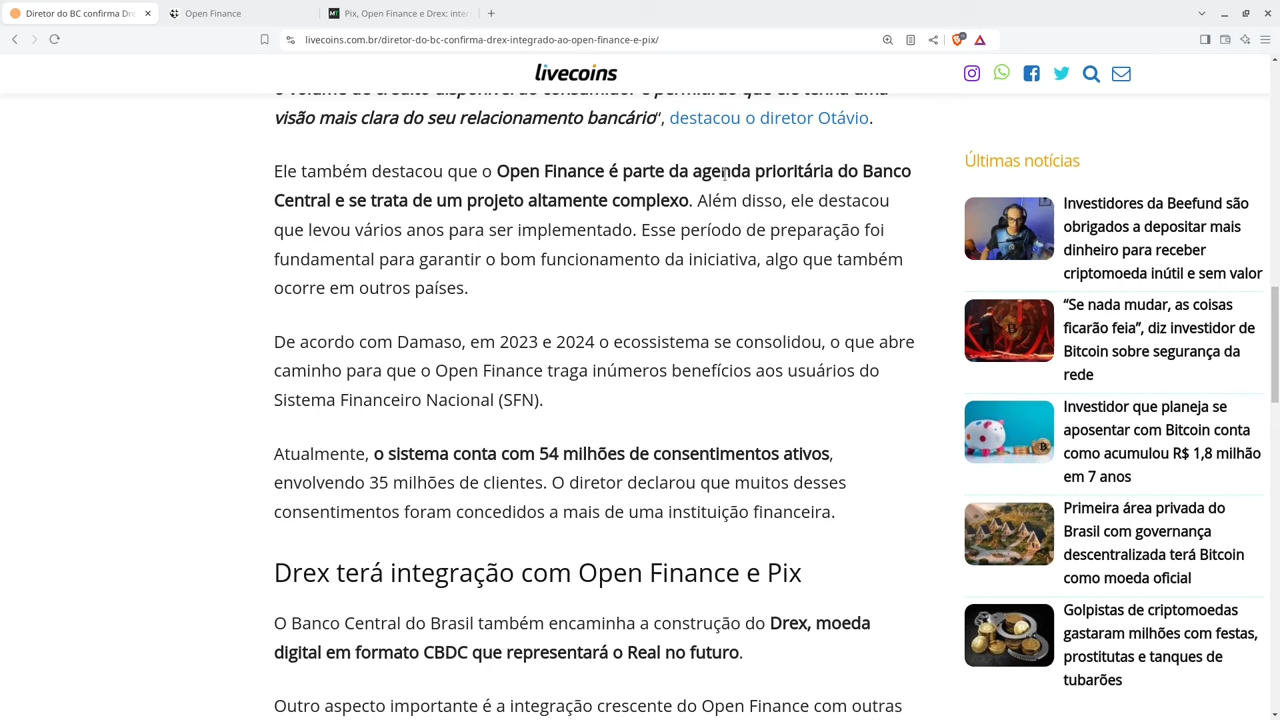 Diretor do BC confirma Dre
Open Finance
Pix, Open Finance e Drex: inter
livecoins.com.br/diretor-do-bc-confirma-drex-integrado-ao-open-finance-e-pix/
livecoins
visão mais clara do seu relacionamento bancário“, destacou o diretor Otávio.
Ele também destacou que o Open Finance é parte da agenda prioritária do Banco
Central e se trata de um projeto altamente complexo. Além disso, ele destacou
que levou vários anos para ser implementado. Esse período de preparação foi
fundamental para garantir o bom funcionamento da iniciativa, algo que também
ocorre em outros países.
De acordo com Damaso, em 2023 e 2024 o ecossistema se consolidou, o que abre
caminho para que o Open Finance traga inúmeros benefícios aos usuários do
Sistema Financeiro Nacional (SFN).
Atualmente, o sistema conta com 54 milhões de consentimentos ativos,
envolvendo 35 milhões de clientes. O diretor declarou que muitos desses
consentimentos foram concedidos a mais de uma instituição financeira.
Drex terá integração com Open Finance e Pix
O Banco Central do Brasil também encaminha a construção do Drex, moeda
digital em formato CBDC que representará o Real no futuro.
Outro aspecto importante é a integração crescente do Open Finance com outras
Últimas notícias
Investidores da Beefund são
obrigados a depositar mais
dinheiro para receber
criptomoeda inútil e sem valor
“Se nada mudar, as coisas
ficarão feia”, diz investidor de
Bitcoin sobre segurança da
rede
Investidor que planeja se
aposentar com Bitcoin conta
como acumulou R$ 1,8 milhão
em 7 anos
Primeira área privada do
Brasil com governança
descentralizada terá Bitcoin
como moeda oficial
Golpistas de criptomoedas
gastaram milhões com festas,
prostitutas e tanques de
tubarões